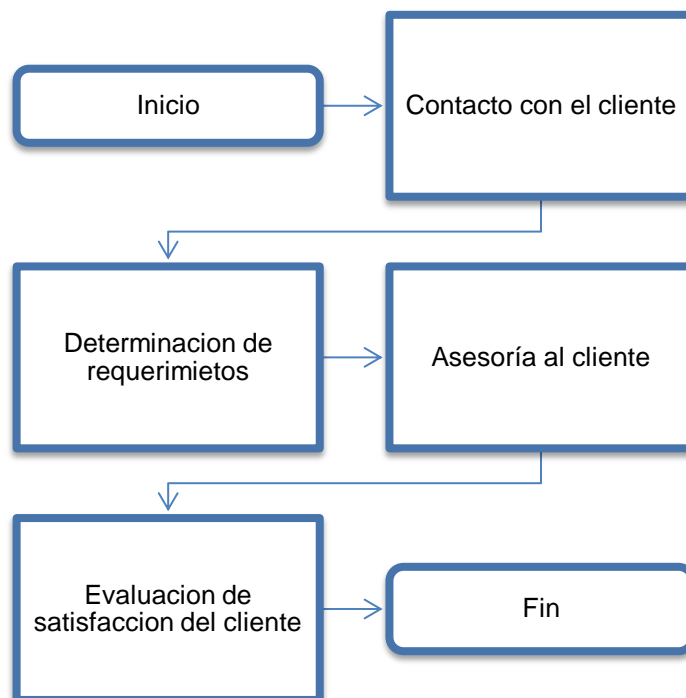 Inicio
Contacto con el cliente
Determinacion de
requerimietos
Asesoría al cliente
Evaluacion de
satisfaccion del cliente
Fin